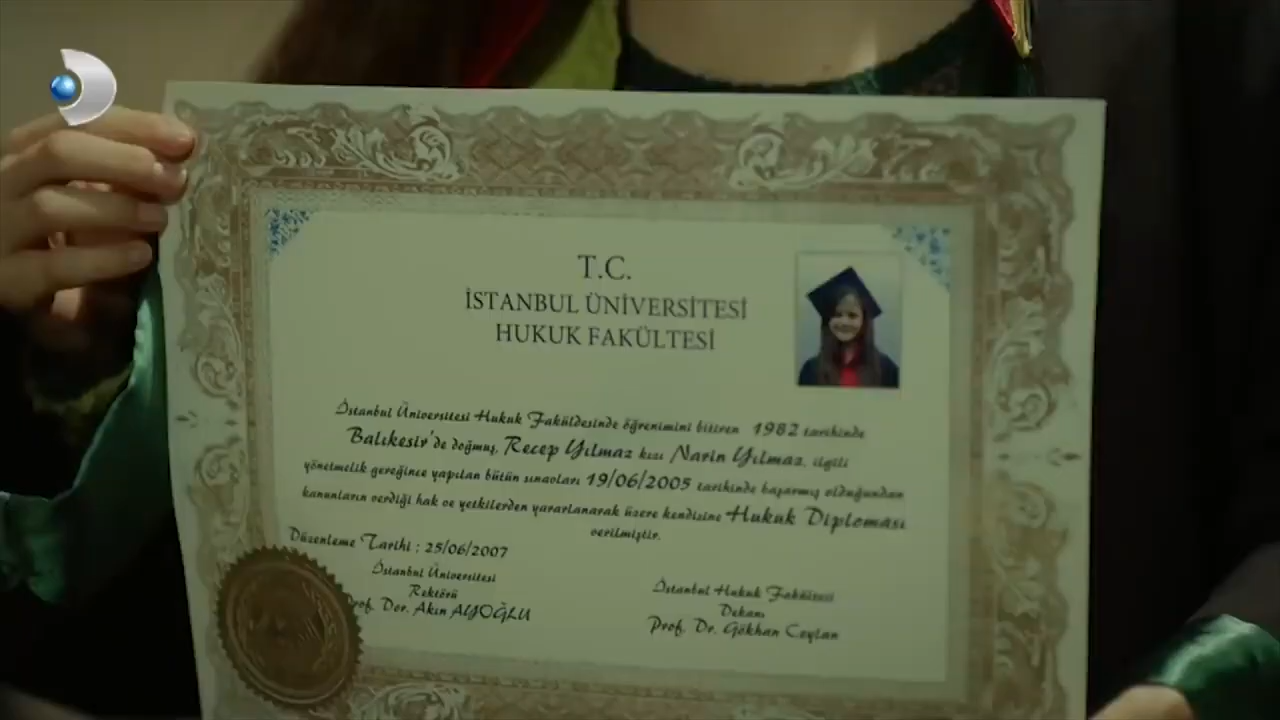 T.C.
İSTANBUL ÜNİVERSİTESİ
HUKUK FAKÜLTESİ
İstanbul Üniversitesi Hukuk Faküldesinde öğrenimini bitiren 1982 tarihinde
Balıkesir'de doğmuş, Recep Yılmaz kızı Narin Yılmaz, ilgili
yönetmelik gereğince yapılan bütün sınavları 19/06/2005 tarihinde başarmış olduğundan
kanunların verdiği hak ve yetkilerden yararlanarak üzere kendisine Hukuk Diploması
verilmiştir.
Düzenleme Tarihi : 25/06/2007
İstanbul Üniversitesi
Rektörü
Prof. Dor. Akın ALYOĞLU
İstanbul Hukuk Fakültesi
Dekanı
Prof. Dr. Gökhan Ceylan